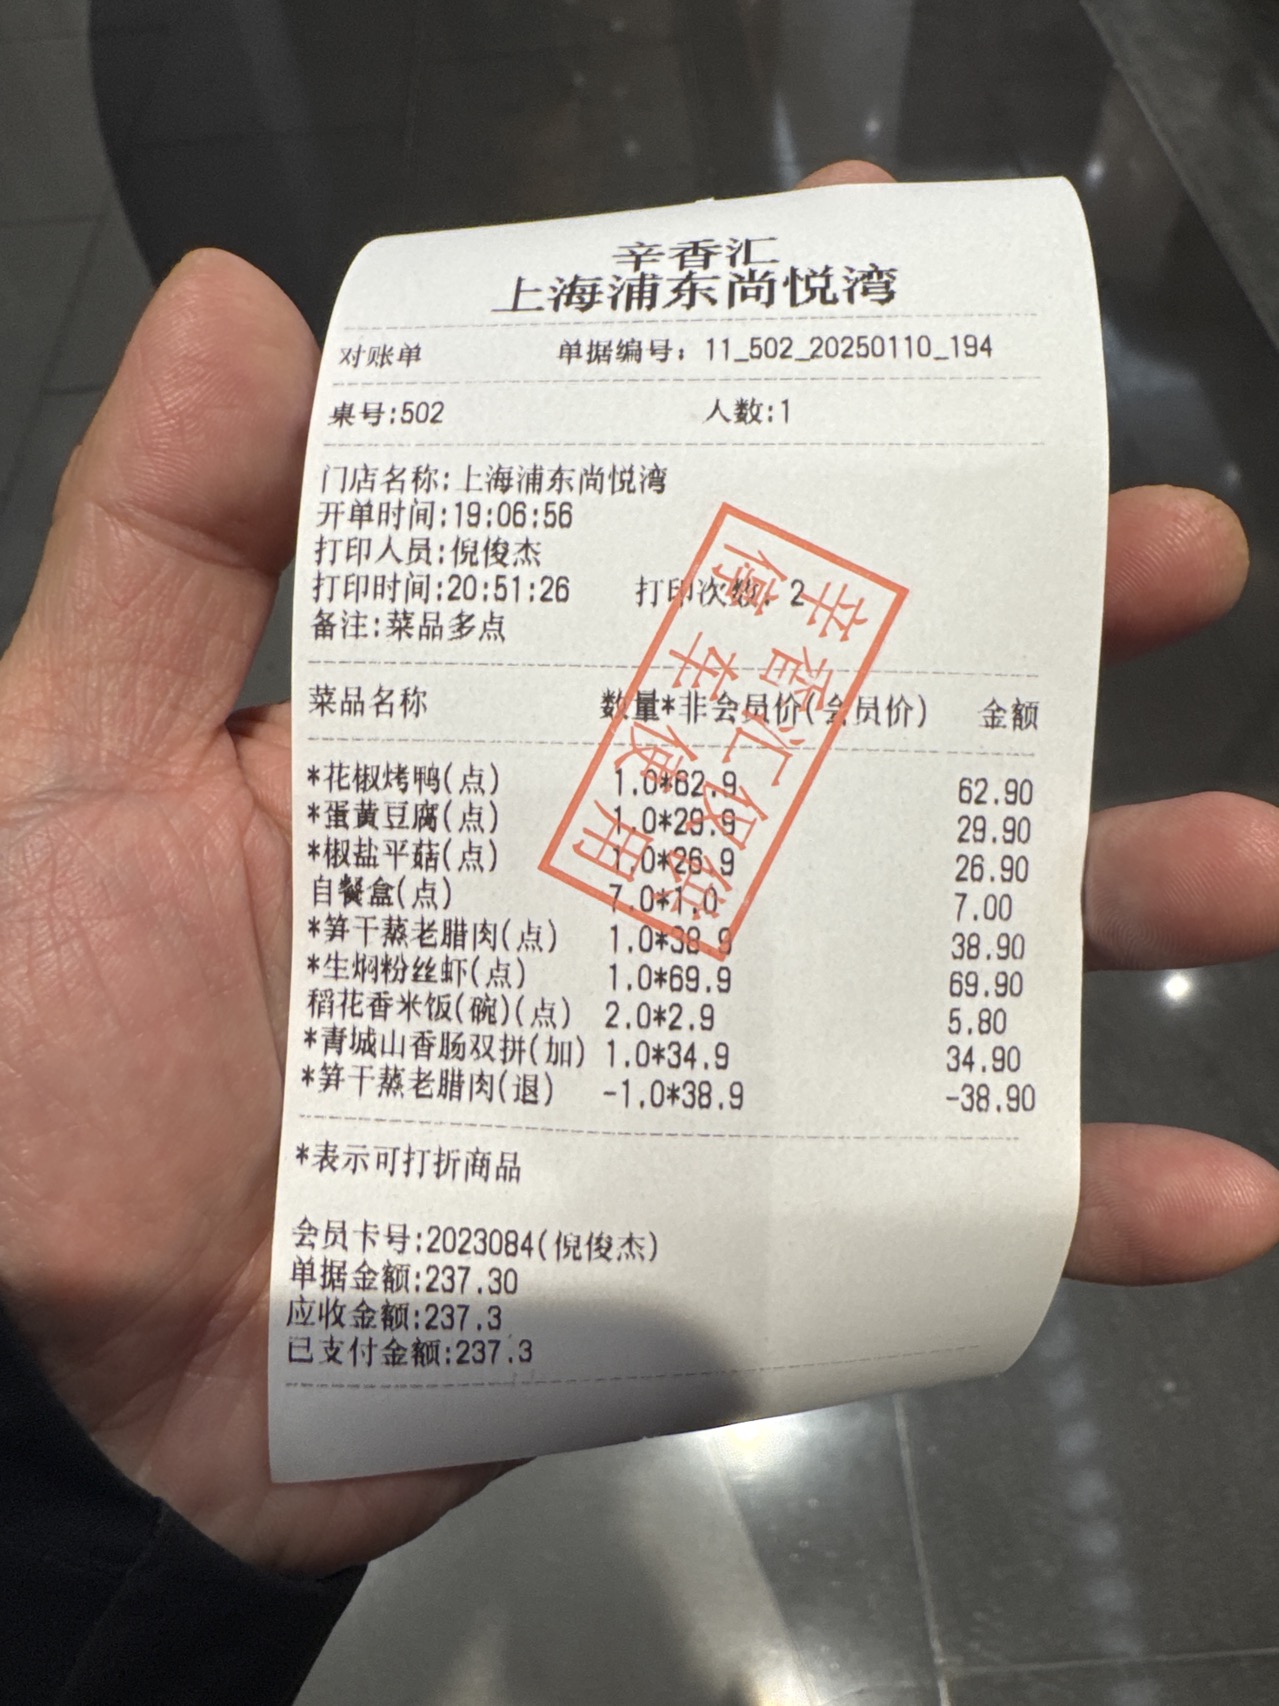 辛香汇
上海浦东尚悦湾
对账单 单据编号：11_502_20250110_194
桌号:502 人数:1
门店名称:上海浦东尚悦湾
开单时间:19:06:56
打印人员:倪俊杰
打印时间:20:51:26 打印次数: 2
备注:菜品多点
菜品名称 数量*非会员价(会员价) 金额
*花椒烤鸭(点) 1.0*62.9 62.90
*蛋黄豆腐(点) 1.0*29.9 29.90
*椒盐平菇(点) 1.0*26.9 26.90
自餐盒(点) 7.0*1.0 7.00
*笋干蒸老腊肉(点) 1.0*38.9 38.90
*生焖粉丝虾(点) 1.0*69.9 69.90
稻花香米饭(碗)(点) 2.0*2.9 5.80
*青城山香肠双拼(加) 1.0*34.9 34.90
*笋干蒸老腊肉(退) -1.0*38.9 -38.90
*表示可打折商品
会员卡号:2023084(倪俊杰)
单据金额:237.30
应收金额:237.3
已支付金额:237.3
辛香汇仅供
停车使用